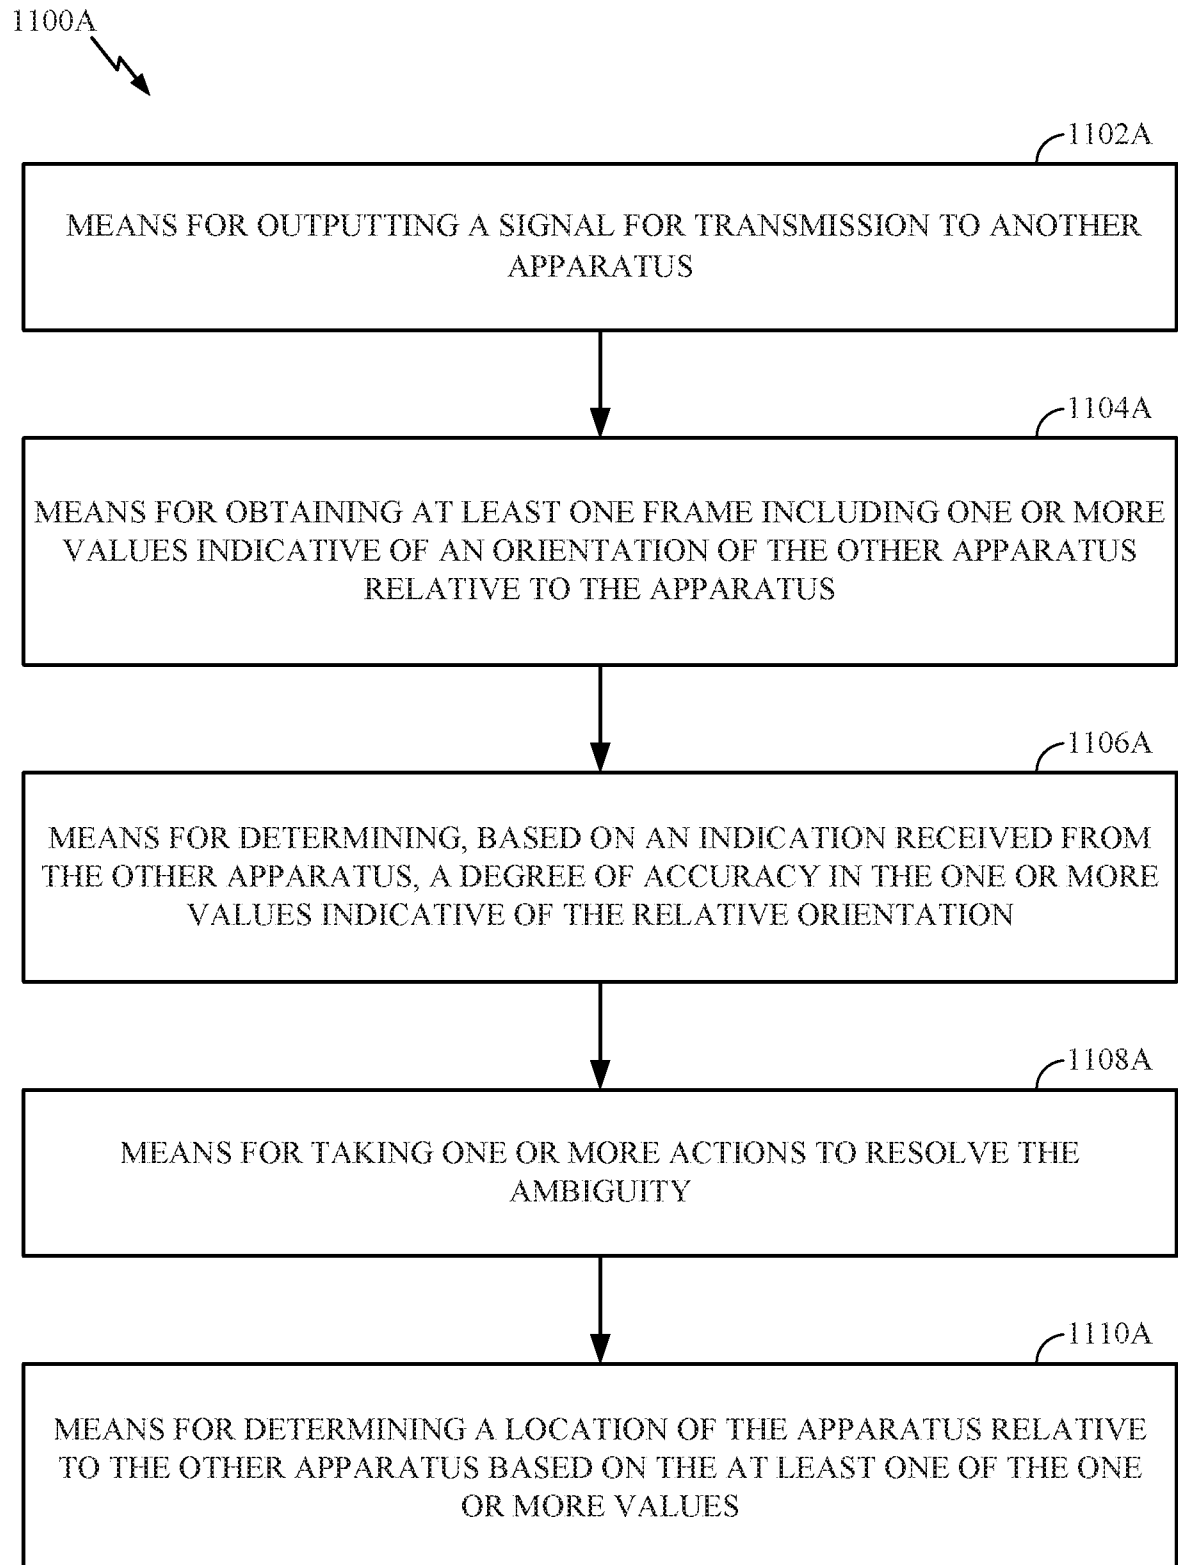 1100A
1102A
MEANS FOR OUTPUTTING A SIGNAL FOR TRANSMISSION TO ANOTHER
APPARATUS
1104A
MEANS FOR OBTAINING AT LEAST ONE FRAME INCLUDING ONE OR MORE
VALUES INDICATIVE OF AN ORIENTATION OF THE OTHER APPARATUS
RELATIVE TO THE APPARATUS
1106A
MEANS FOR DETERMINING, BASED ON AN INDICATION RECEIVED FROM
THE OTHER APPARATUS, A DEGREE OF ACCURACY IN THE ONE OR MORE
VALUES INDICATIVE OF THE RELATIVE ORIENTATION
1108A
MEANS FOR TAKING ONE OR MORE ACTIONS TO RESOLVE THE
AMBIGUITY
1110A
MEANS FOR DETERMINING A LOCATION OF THE APPARATUS RELATIVE
TO THE OTHER APPARATUS BASED ON THE AT LEAST ONE OF THE ONE
OR MORE VALUES